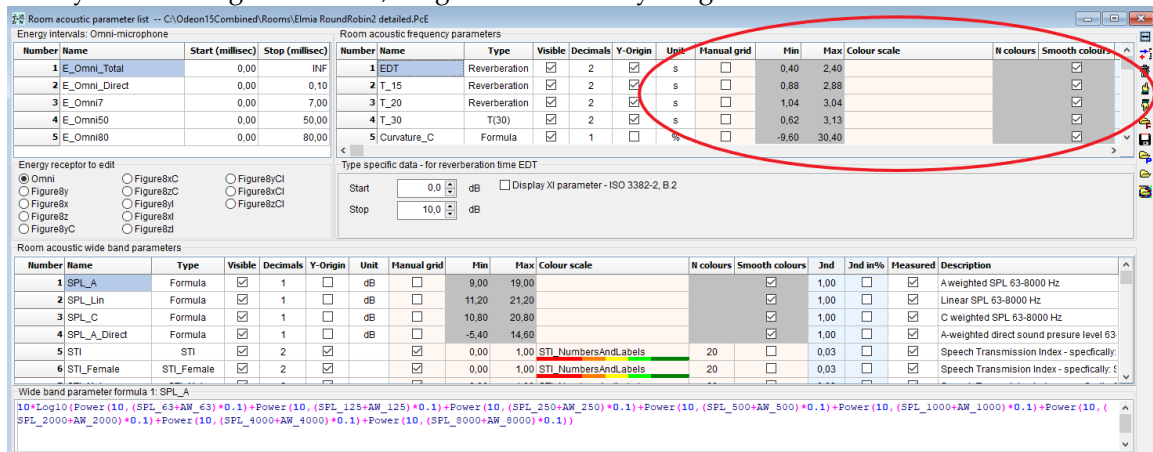 Room acoustic parameter list -- C:\Odeon15Combined\Rooms\Elmia RoundRobin2 detailed.PcE
Energy intervals: Omni-microphone
Number Name Start (millisec) Stop (millisec)
1 E_Omni_Total 0,00 INF
2 E_Omni_Direct 0,00 0,10
3 E_Omni7 0,00 7,00
4 E_Omni50 0,00 50,00
5 E_Omni80 0,00 80,00
Room acoustic frequency parameters
Number Name Type Visible Decimals Y-Origin Unit Manual grid Min Max Colour scale N colours Smooth colours
1 EDT Reverberation 2 s 0,40 2,40
2 T_15 Reverberation 2 s 0,88 2,88
3 T_20 Reverberation 2 s 1,04 3,04
4 T_30 T(30) 2 s 0,62 3,13
5 Curvature_C Formula 1 % -9,60 30,40
Energy receptor to edit
Omni Figure8xC Figure8yCl
Figure8y Figure8zC Figure8xCl
Figure8x Figure8yl Figure8zCl
Figure8z Figure8xl
Figure8yC Figure8zl
Type specific data - for reverberation time EDT
Start 0,0 dB Display XI parameter - ISO 3382-2, B.2
Stop 10,0 dB
Room acoustic wide band parameters
Number Name Type Visible Decimals Y-Origin Unit Manual grid Min Max Colour scale N colours Smooth colours Jnd Jnd in% Measured Description
1 SPL_A Formula 1 dB 9,00 19,00 1,00 A weighted SPL 63-8000 Hz
2 SPL_Lin Formula 1 dB 11,20 21,20 1,00 Linear SPL 63-8000 Hz
3 SPL_C Formula 1 dB 10,80 20,80 1,00 C weighted SPL 63-8000 Hz
4 SPL_A_Direct Formula 1 dB -5,40 14,60 1,00 A-weighted direct sound presure level 63-
5 STI STI 2 0,00 1,00 STI_NumbersAndLabels 20 0,03 Speech Transmission Index - specfically:
6 STI_Female STI_Female 2 0,00 1,00 STI_NumbersAndLabels 20 0,03 Speech Transmision Index - specfically: S
Wide band parameter formula 1: SPL_A
10*Log10(Power(10,(SPL_63+AW_63)*0.1)+Power(10,(SPL_125+AW_125)*0.1)+Power(10,(SPL_250+AW_250)*0.1)+Power(10,(SPL_500+AW_500)*0.1)+Power(10,(SPL_1000+AW_1000)*0.1)+Power(10,(
SPL_2000+AW_2000)*0.1)+Power(10,(SPL_4000+AW_4000)*0.1)+Power(10,(SPL_8000+AW_8000)*0.1))